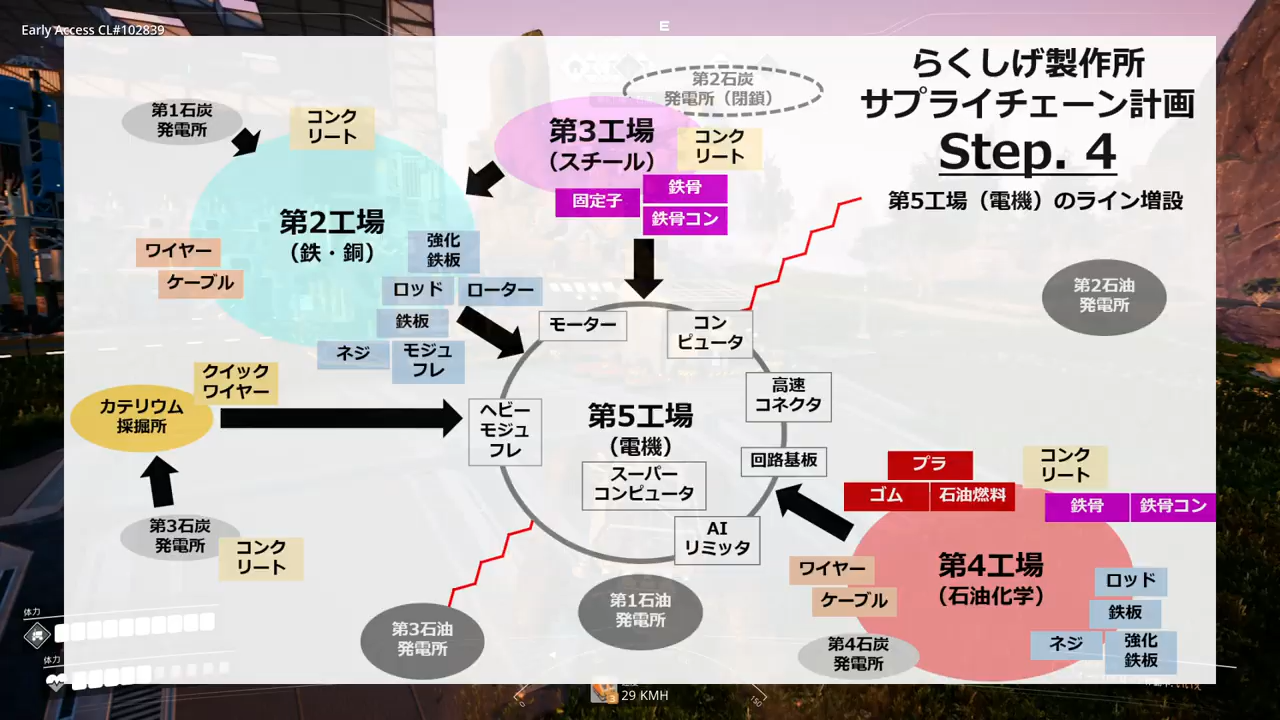 Early Access CL#102839
E
らくしげ製作所
サプライチェーン計画
Step. 4
第5工場（電機）のライン増設
第1石炭
発電所
コンク
リート
第2石炭
発電所（閉鎖）
第3工場
（スチール）
コンク
リート
固定子
鉄骨
鉄骨コン
第2工場
（鉄・銅）
ワイヤー
ケーブル
強化
鉄板
ロッド
ローター
鉄板
ネジ
モジュ
フレ
第2石油
発電所
モーター
コン
ピュータ
クイック
ワイヤー
カテリウム
採掘所
ヘビー
モジュ
フレ
第5工場
（電機）
スーパー
コンピュータ
高速
コネクタ
回路基板
AI
リミッタ
プラ
ゴム
石油燃料
コンク
リート
鉄骨
鉄骨コン
第3石炭
発電所
コンク
リート
第4工場
（石油化学）
ワイヤー
ケーブル
ロッド
鉄板
ネジ
強化
鉄板
第1石油
発電所
第3石油
発電所
第4石炭
発電所
体力
体力
3
29 KMH